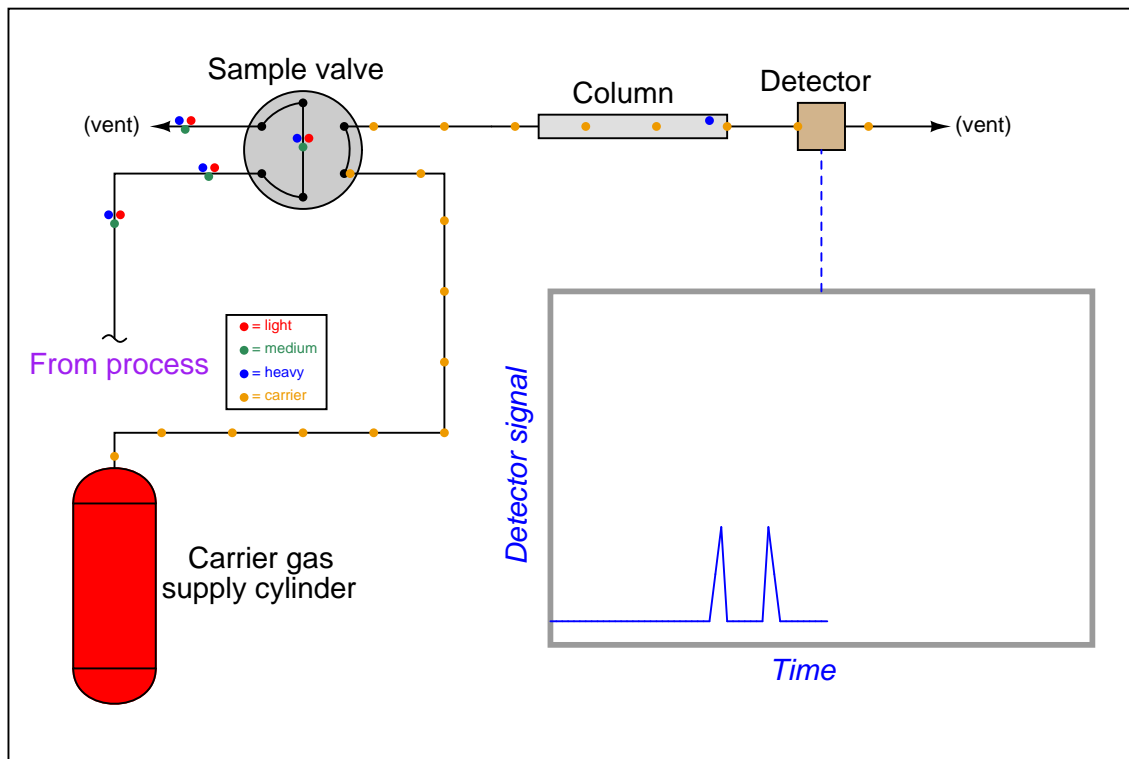 Sample valve
Column
Detector
(vent)
(vent)
From process
= light
= medium
= heavy
= carrier
Detector signal
Carrier gas
supply cylinder
Time